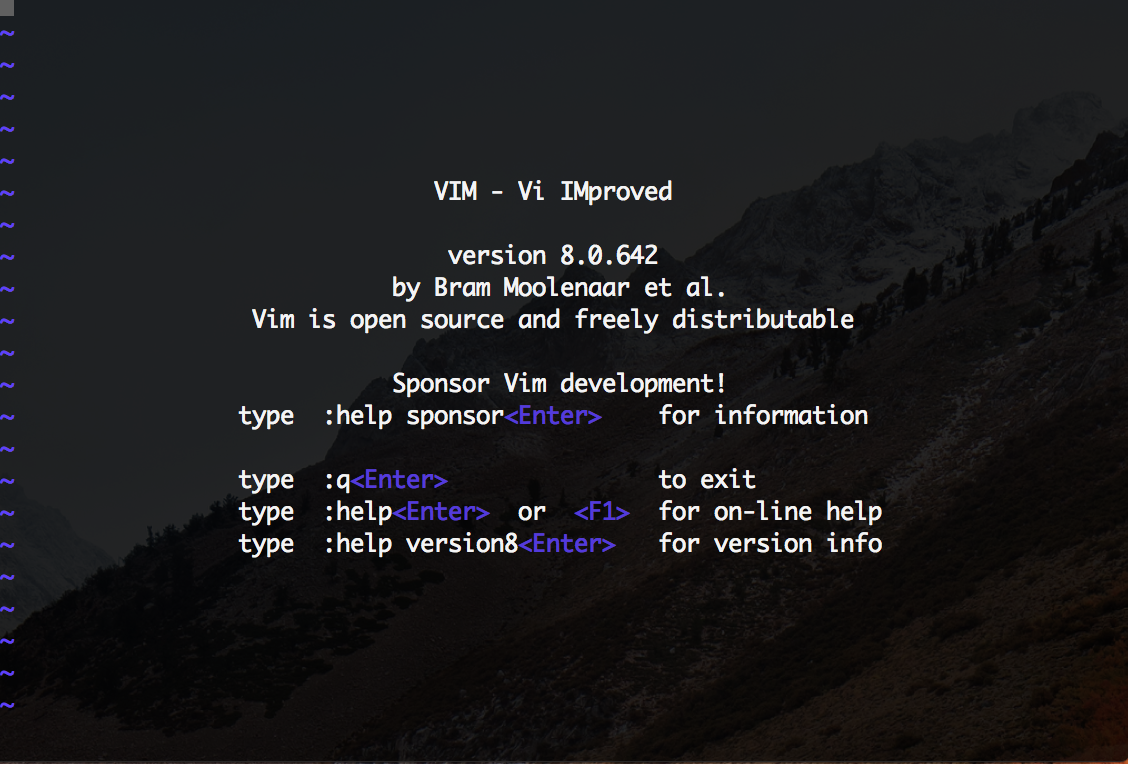 ~
~
~
~
~
~ VIM - Vi IMproved
~
~ version 8.0.642
~ by Bram Moolenaar et al.
~ Vim is open source and freely distributable
~
~ Sponsor Vim development!
~ type :help sponsor<Enter> for information
~
~ type :q<Enter> to exit
~ type :help<Enter> or <F1> for on-line help
~ type :help version8<Enter> for version info
~
~
~
~
~